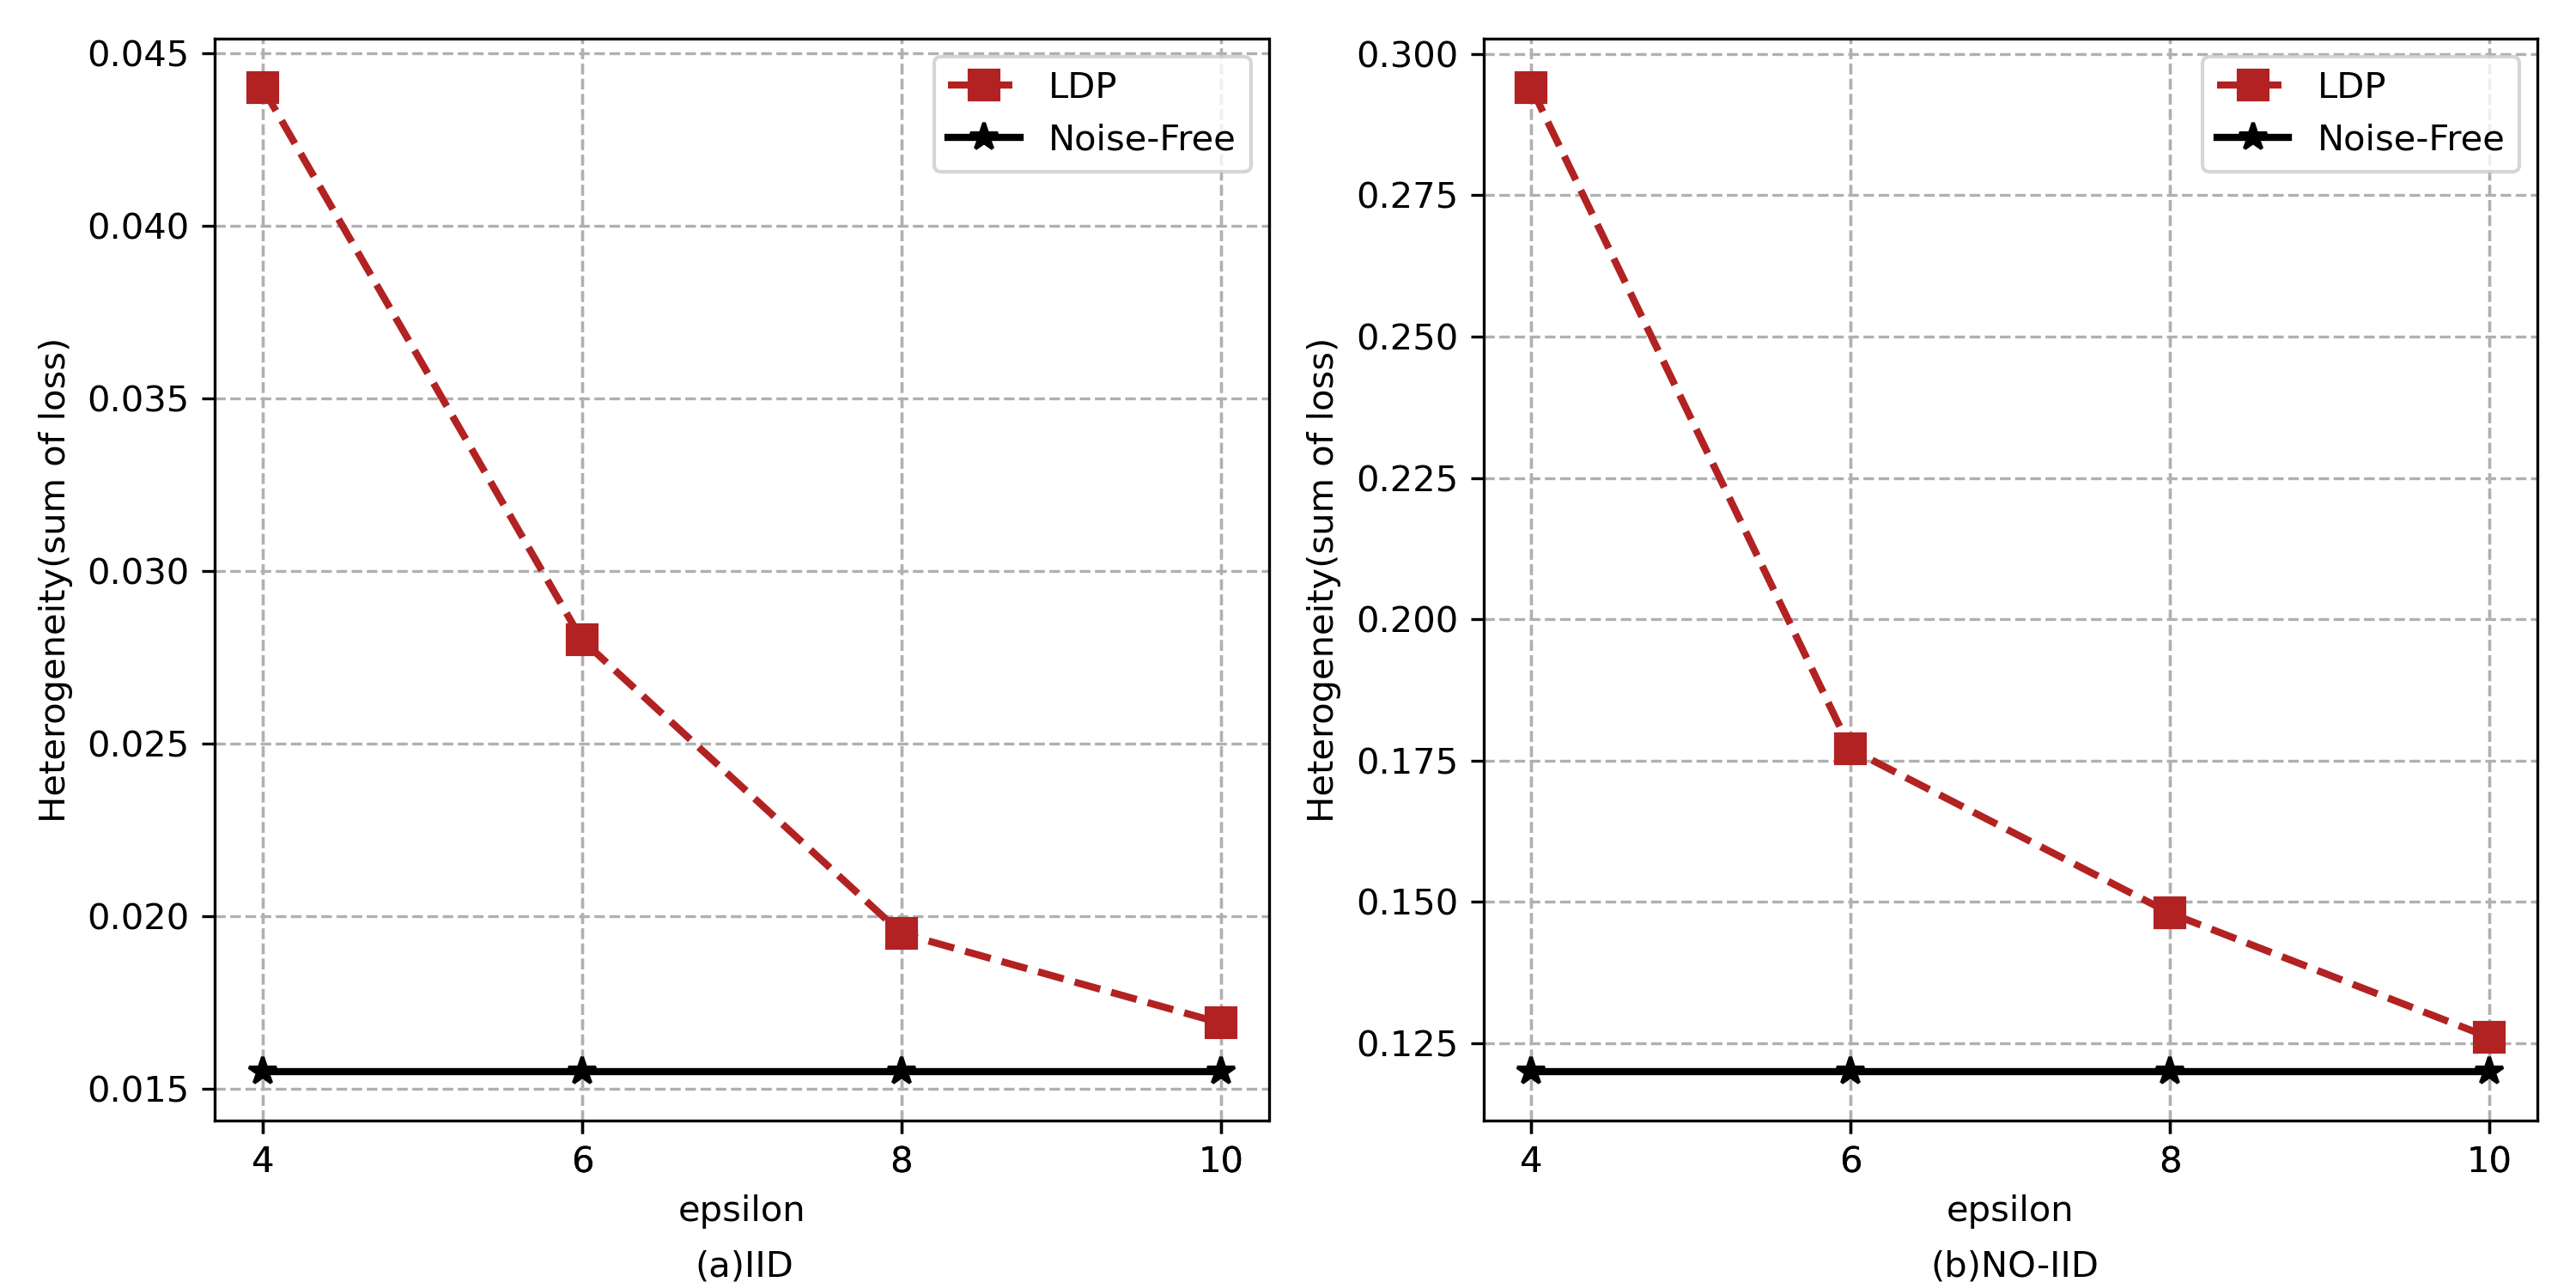 0.045
0.040
0.035
0.030
0.025
0.020
0.015
Heterogeneity(sum of loss)
LDP
Noise-Free
4 6 8 10
epsilon
(a)IID
0.300
0.275
0.250
0.225
0.200
0.175
0.150
0.125
Heterogeneity(sum of loss)
LDP
Noise-Free
4 6 8 10
epsilon
(b)NO-IID